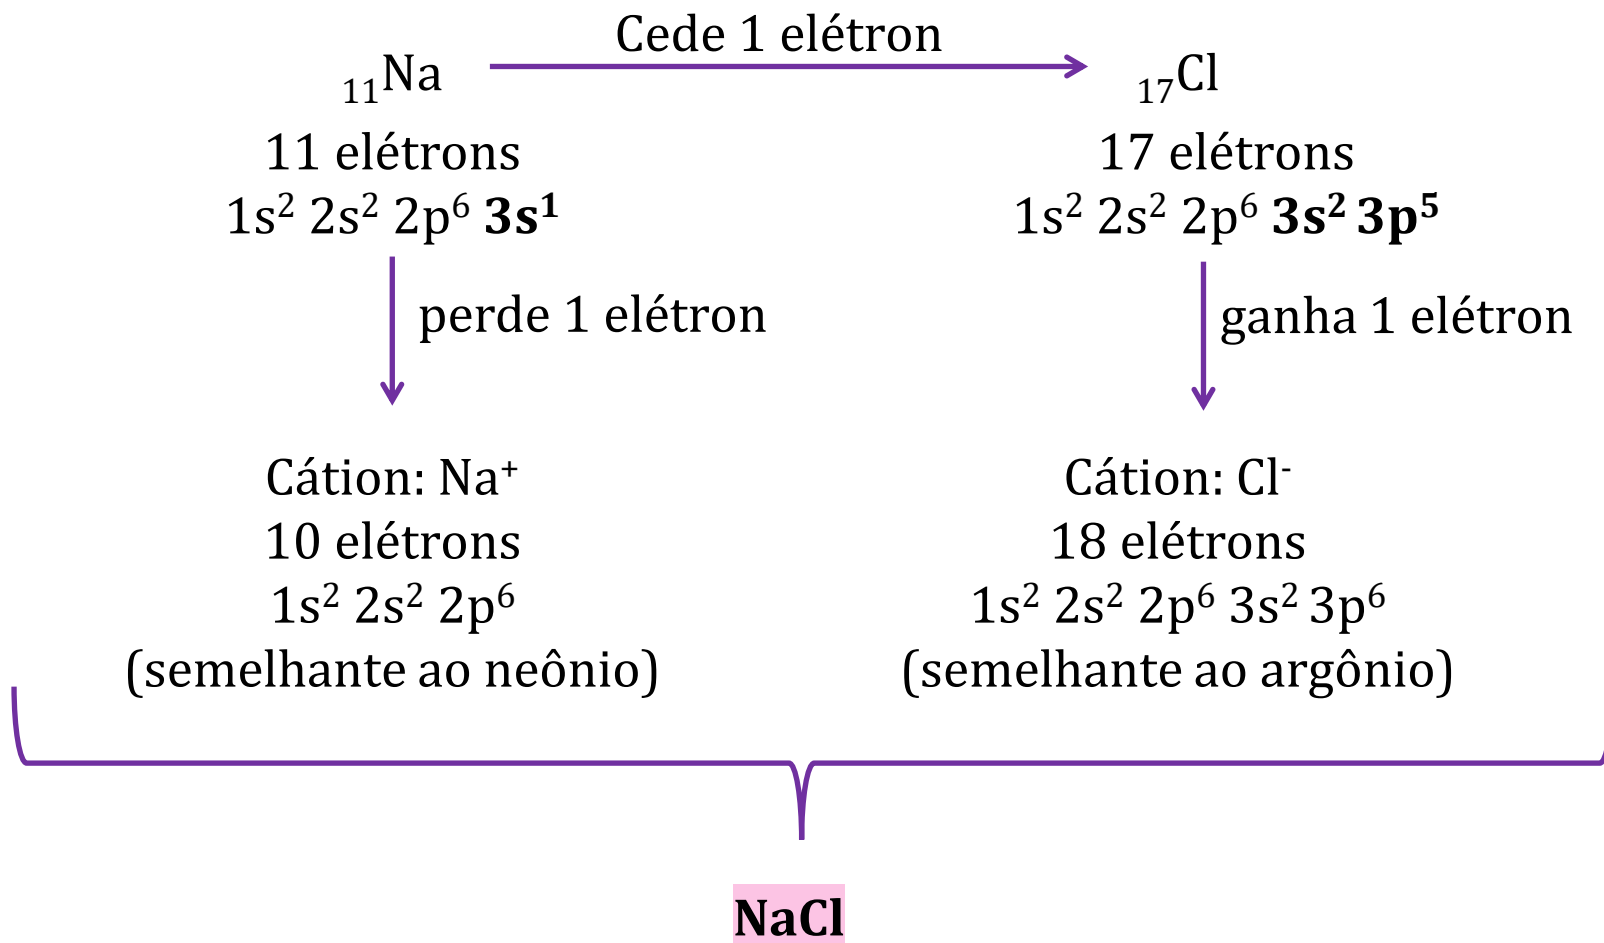 Cede 1 elétron
₁₁Na
₁₇Cl
11 elétrons
17 elétrons
1s² 2s² 2p⁶ 3s¹
1s² 2s² 2p⁶ 3s² 3p⁵
perde 1 elétron
ganha 1 elétron
Cátion: Na⁺
Cátion: Cl⁻
10 elétrons
18 elétrons
1s² 2s² 2p⁶
1s² 2s² 2p⁶ 3s² 3p⁶
(semelhante ao neônio)
(semelhante ao argônio)
NaCl